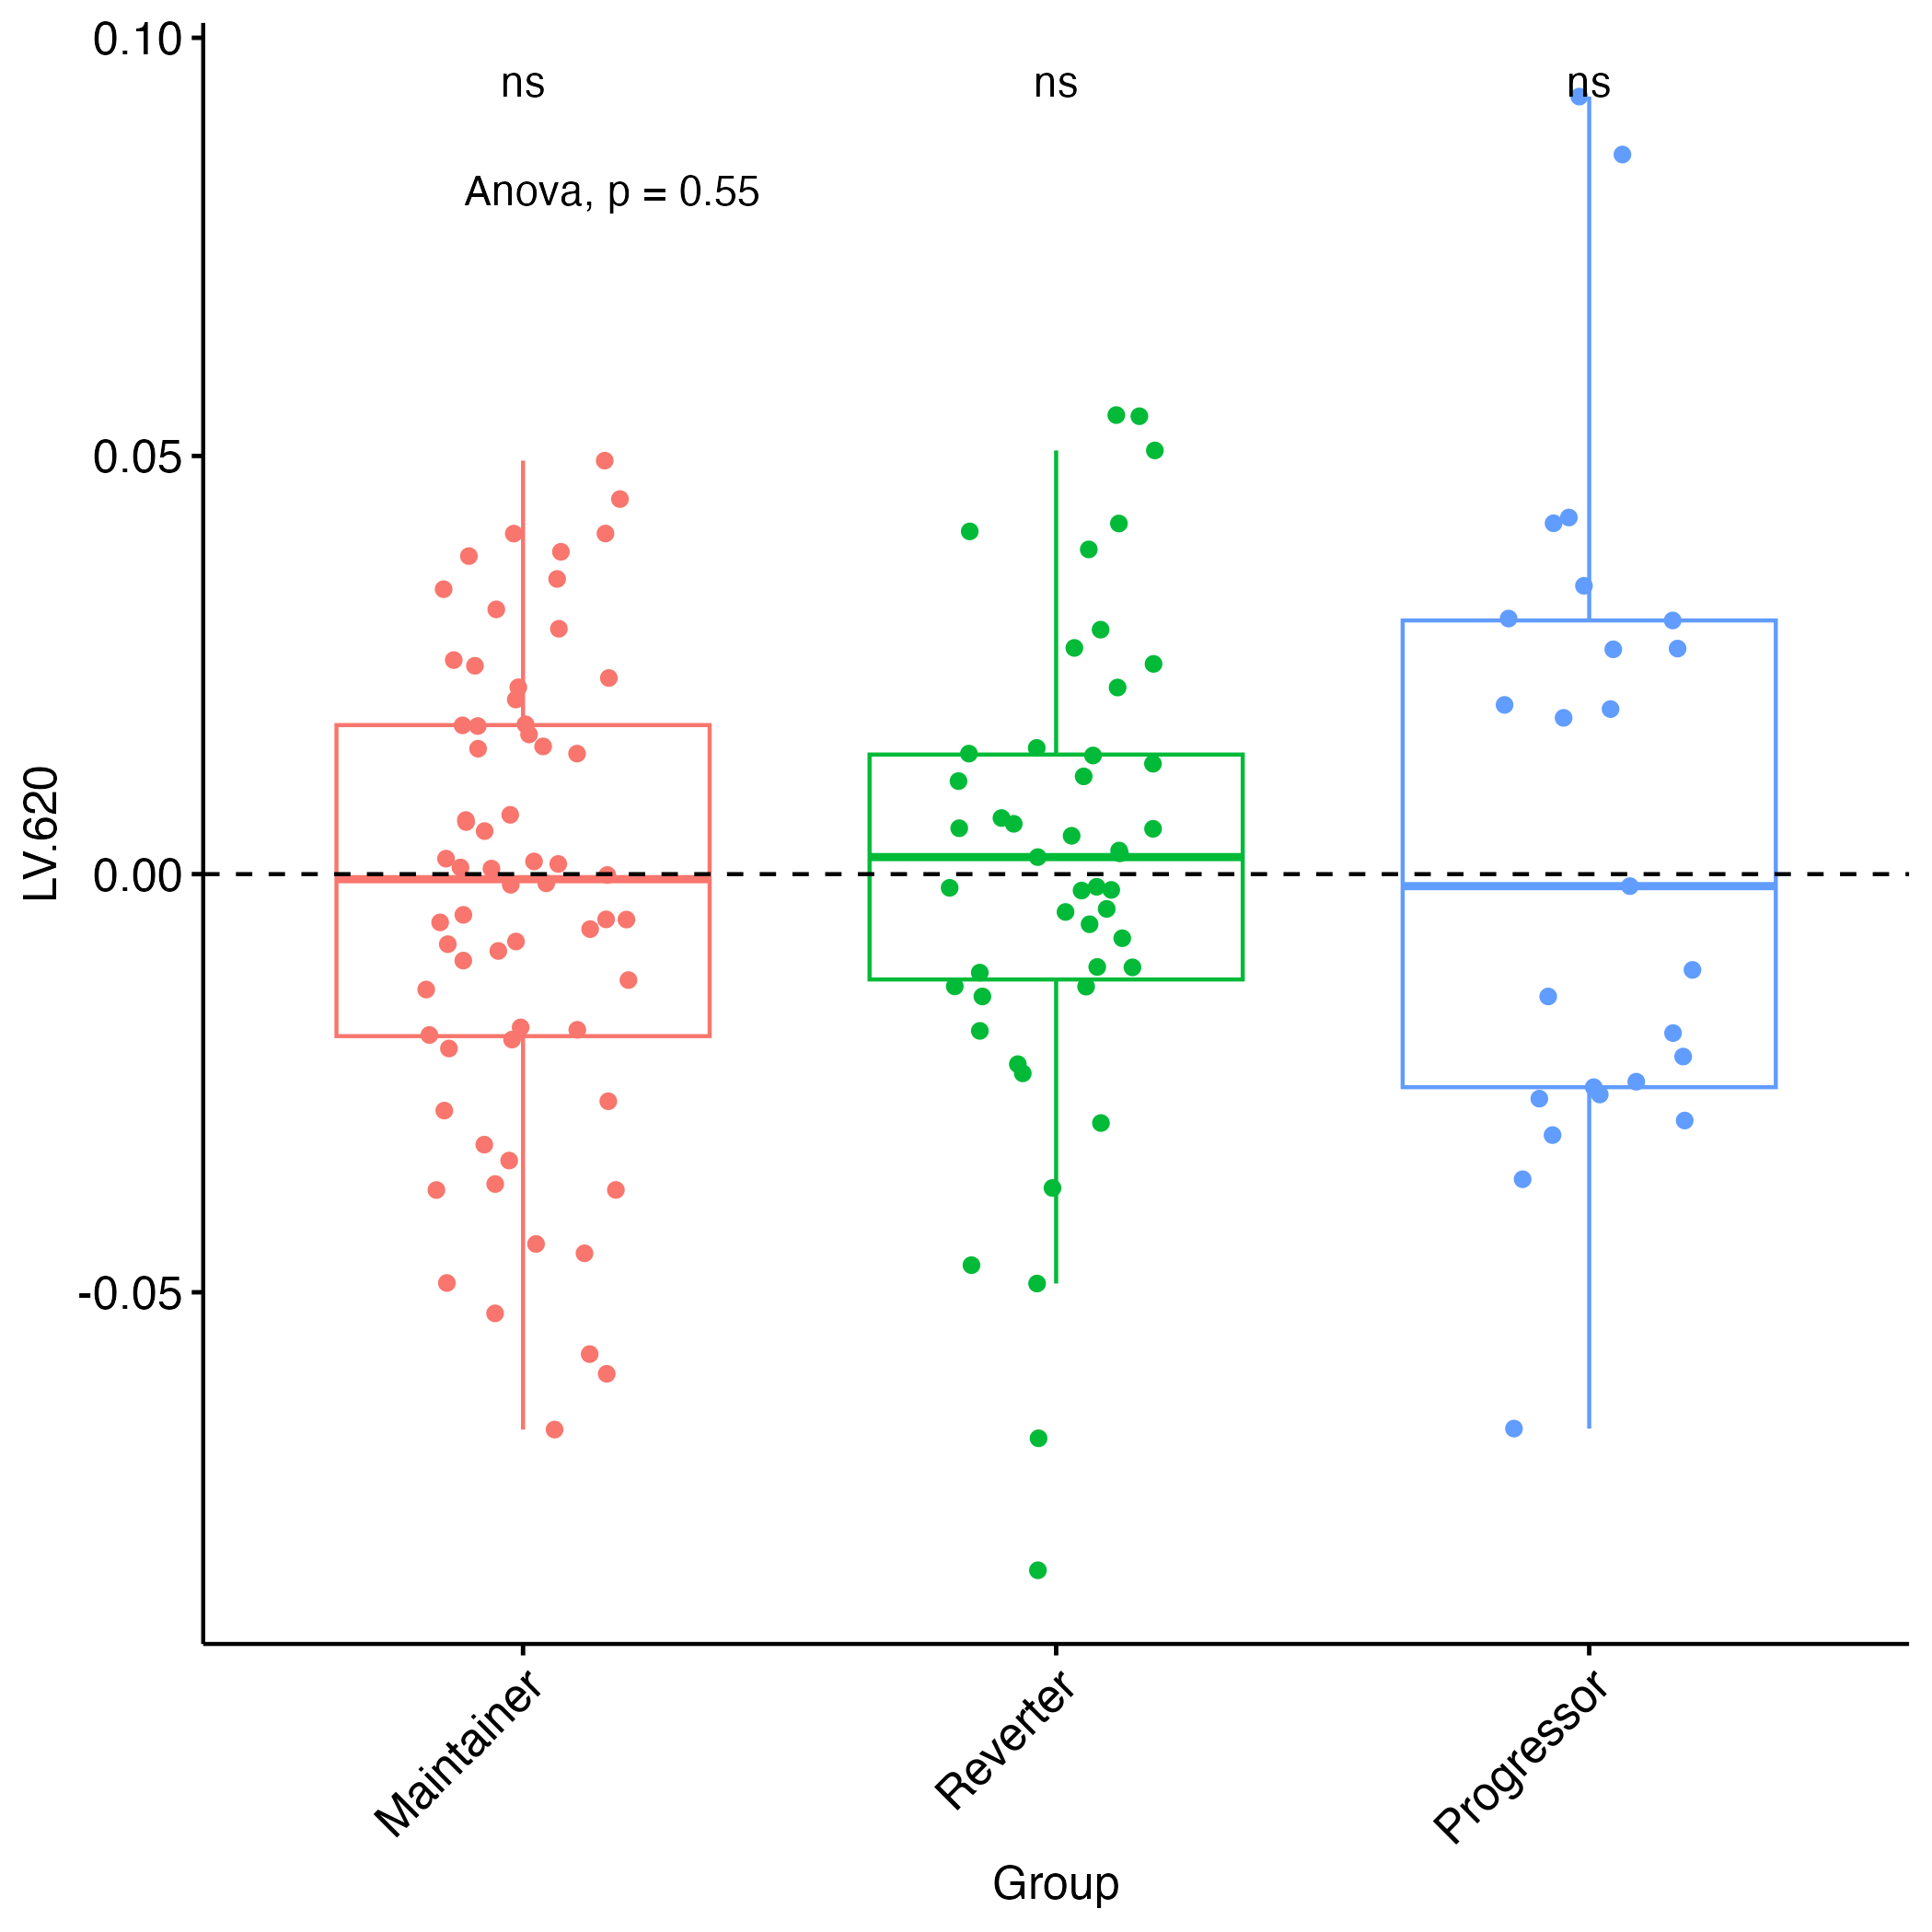 0.10
ns ns ns
Anova, p = 0.55
0.05
LV.620
0.00
-0.05
Maintainer Reverter Progressor
Group